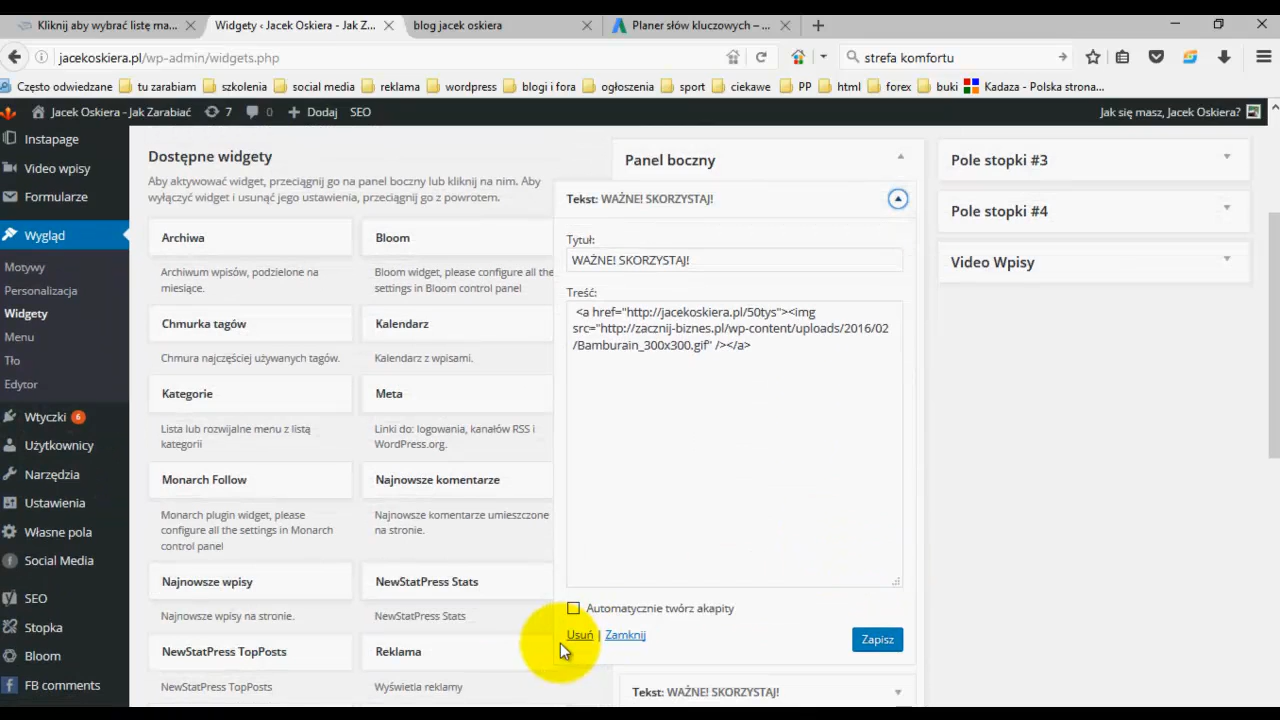 Kliknij aby wybrać listę ma...
Widgety ‹ Jacek Oskiera - Jak Z...
blog jacek oskiera
Planer słów kluczowych – ...
jacekoskiera.pl/wp-admin/widgets.php
strefa komfortu
Często odwiedzane
tu zarabiam
szkolenia
social media
reklama
wordpress
blogi i fora
ogłoszenia
sport
ciekawe
PP
html
forex
buki
Kadaza - Polska strona...
Jacek Oskiera - Jak Zarabiać
7
0
Dodaj
SEO
Jak się masz, Jacek Oskiera?
Instapage
Video wpisy
Formularze
Wygląd
Motywy
Personalizacja
Widgety
Menu
Tło
Edytor
Wtyczki 6
Użytkownicy
Narzędzia
Ustawienia
Własne pola
Social Media
SEO
Stopka
Bloom
FB comments
Dostępne widgety
Aby aktywować widget, przeciągnij go na panel boczny lub kliknij na nim. Aby
wyłączyć widget i usunąć jego ustawienia, przeciągnij go z powrotem.
Archiwa
Archiwum wpisów, podzielone na
miesiące.
Bloom
Bloom widget, please configure all the
settings in Bloom control panel
Chmurka tagów
Chmura najczęściej używanych tagów.
Kalendarz
Kalendarz z wpisami.
Kategorie
Lista lub rozwijalne menu z listą
kategorii
Meta
Linki do: logowania, kanałów RSS i
WordPress.org.
Monarch Follow
Monarch plugin widget, please
configure all the settings in Monarch
control panel
Najnowsze komentarze
Najnowsze komentarze umieszczone
na stronie.
Najnowsze wpisy
Najnowsze wpisy na stronie.
NewStatPress Stats
NewStatPress Stats
NewStatPress TopPosts
NewStatPress TopPosts
Reklama
Wyświetla reklamy
Panel boczny
Tekst: WAŻNE! SKORZYSTAJ!
Tytuł:
WAŻNE! SKORZYSTAJ!
Treść:
<a href="http://jacekoskiera.pl/50tys"><img
src="http://zacznij-biznes.pl/wp-content/uploads/2016/02
/Bamburain_300x300.gif" /></a>
Automatycznie twórz akapity
Usuń | Zamknij
Zapisz
Tekst: WAŻNE! SKORZYSTAJ!
Pole stopki #3
Pole stopki #4
Video Wpisy